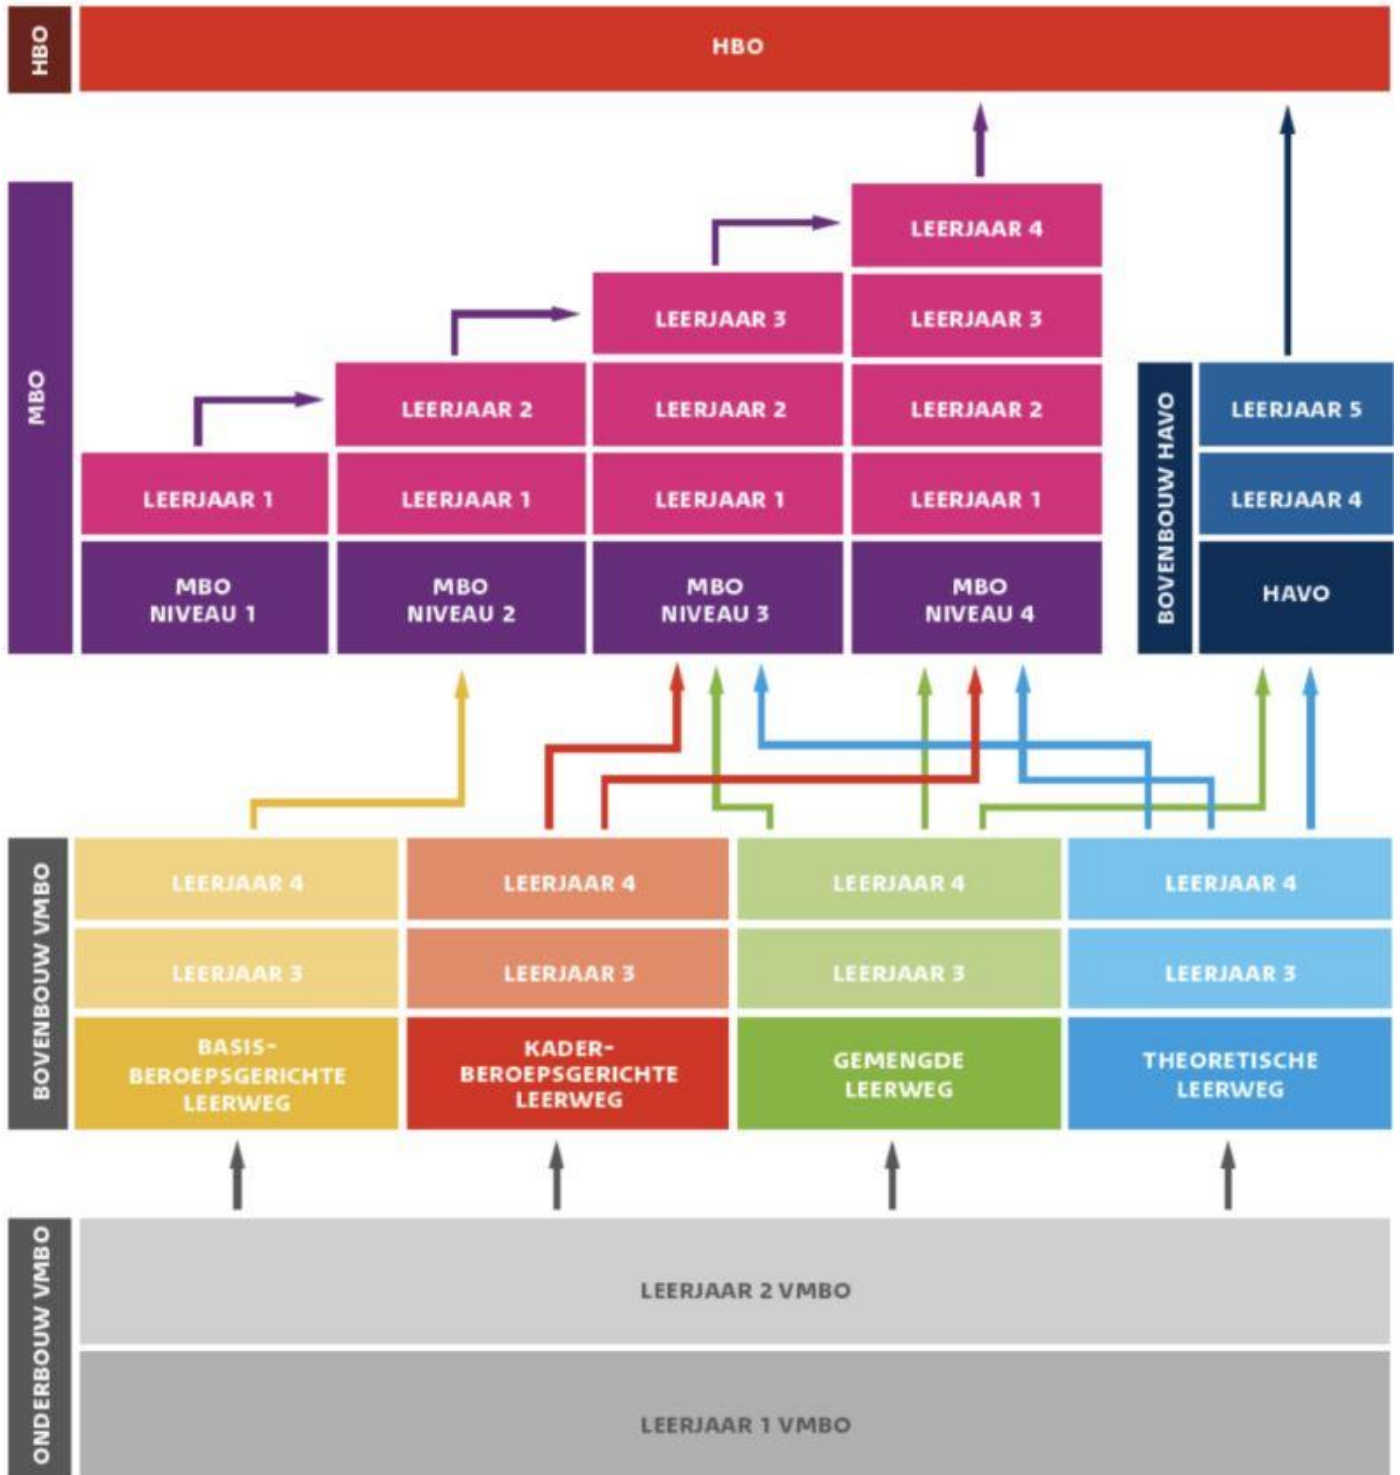 HBO
HBO
MBO
LEERJAAR 4
LEERJAAR 3
LEERJAAR 3
LEERJAAR 2
LEERJAAR 2
LEERJAAR 2
LEERJAAR 1
LEERJAAR 1
LEERJAAR 1
LEERJAAR 1
MBO
NIVEAU 1
MBO
NIVEAU 2
MBO
NIVEAU 3
MBO
NIVEAU 4
BOVENBOUW HAVO
LEERJAAR 5
LEERJAAR 4
HAVO
BOVENBOUW VMBO
LEERJAAR 4
LEERJAAR 4
LEERJAAR 4
LEERJAAR 4
LEERJAAR 3
LEERJAAR 3
LEERJAAR 3
LEERJAAR 3
BASIS-
BEROEPSGERICHTE
LEERWEG
KADER-
BEROEPSGERICHTE
LEERWEG
GEMENGDE
LEERWEG
THEORETISCHE
LEERWEG
ONDERBOUW VMBO
LEERJAAR 2 VMBO
LEERJAAR 1 VMBO